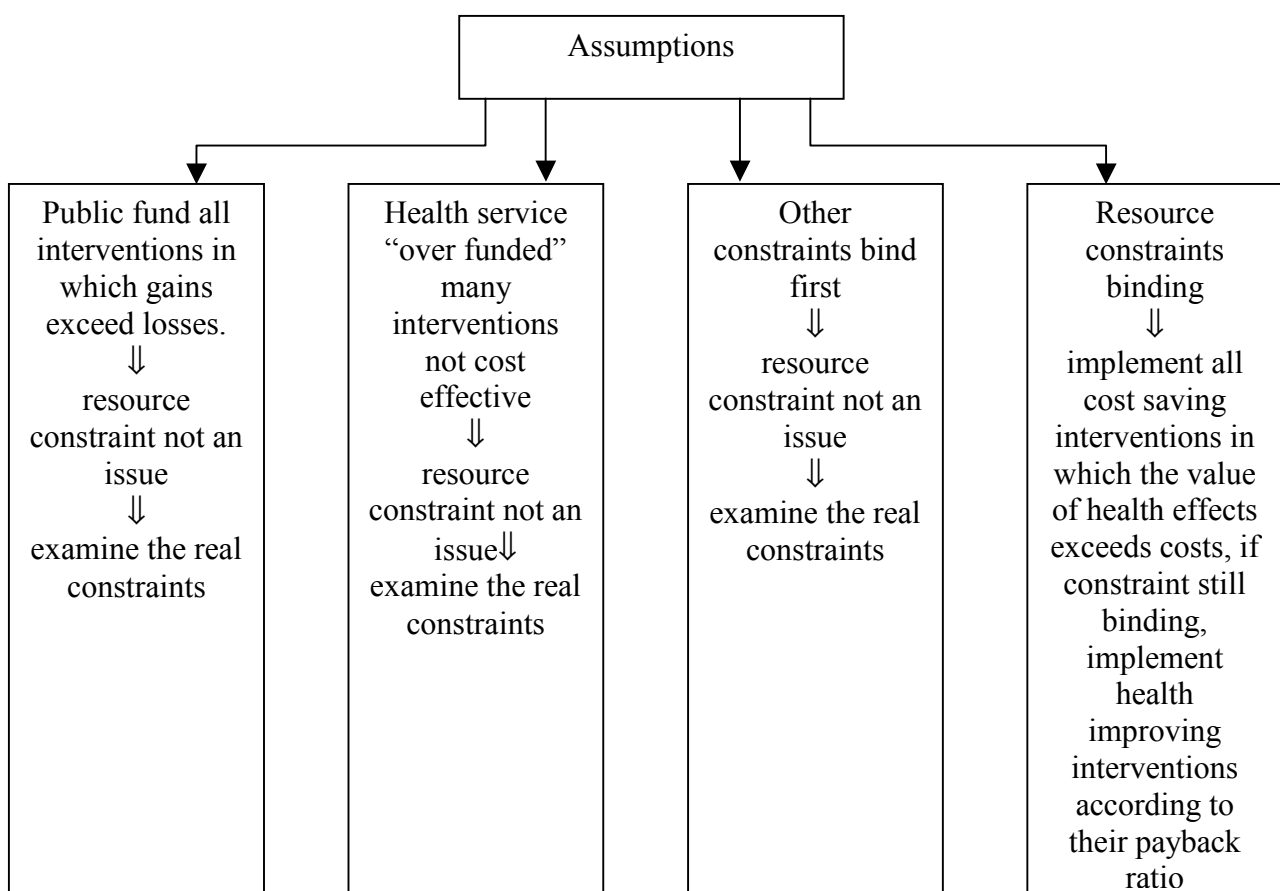 Assumptions
Public fund all
interventions in
which gains
exceed losses.
⇓
resource
constraint not an
issue
⇓
examine the real
constraints
Health service
“over funded”
many
interventions
not cost
effective
⇓
resource
constraint not an
issue⇓
examine the real
constraints
Other
constraints bind
first
⇓
resource
constraint not an
issue
⇓
examine the real
constraints
Resource
constraints
binding
⇓
implement all
cost saving
interventions in
which the value
of health effects
exceeds costs, if
constraint still
binding,
implement
health
improving
interventions
according to
their payback
ratio